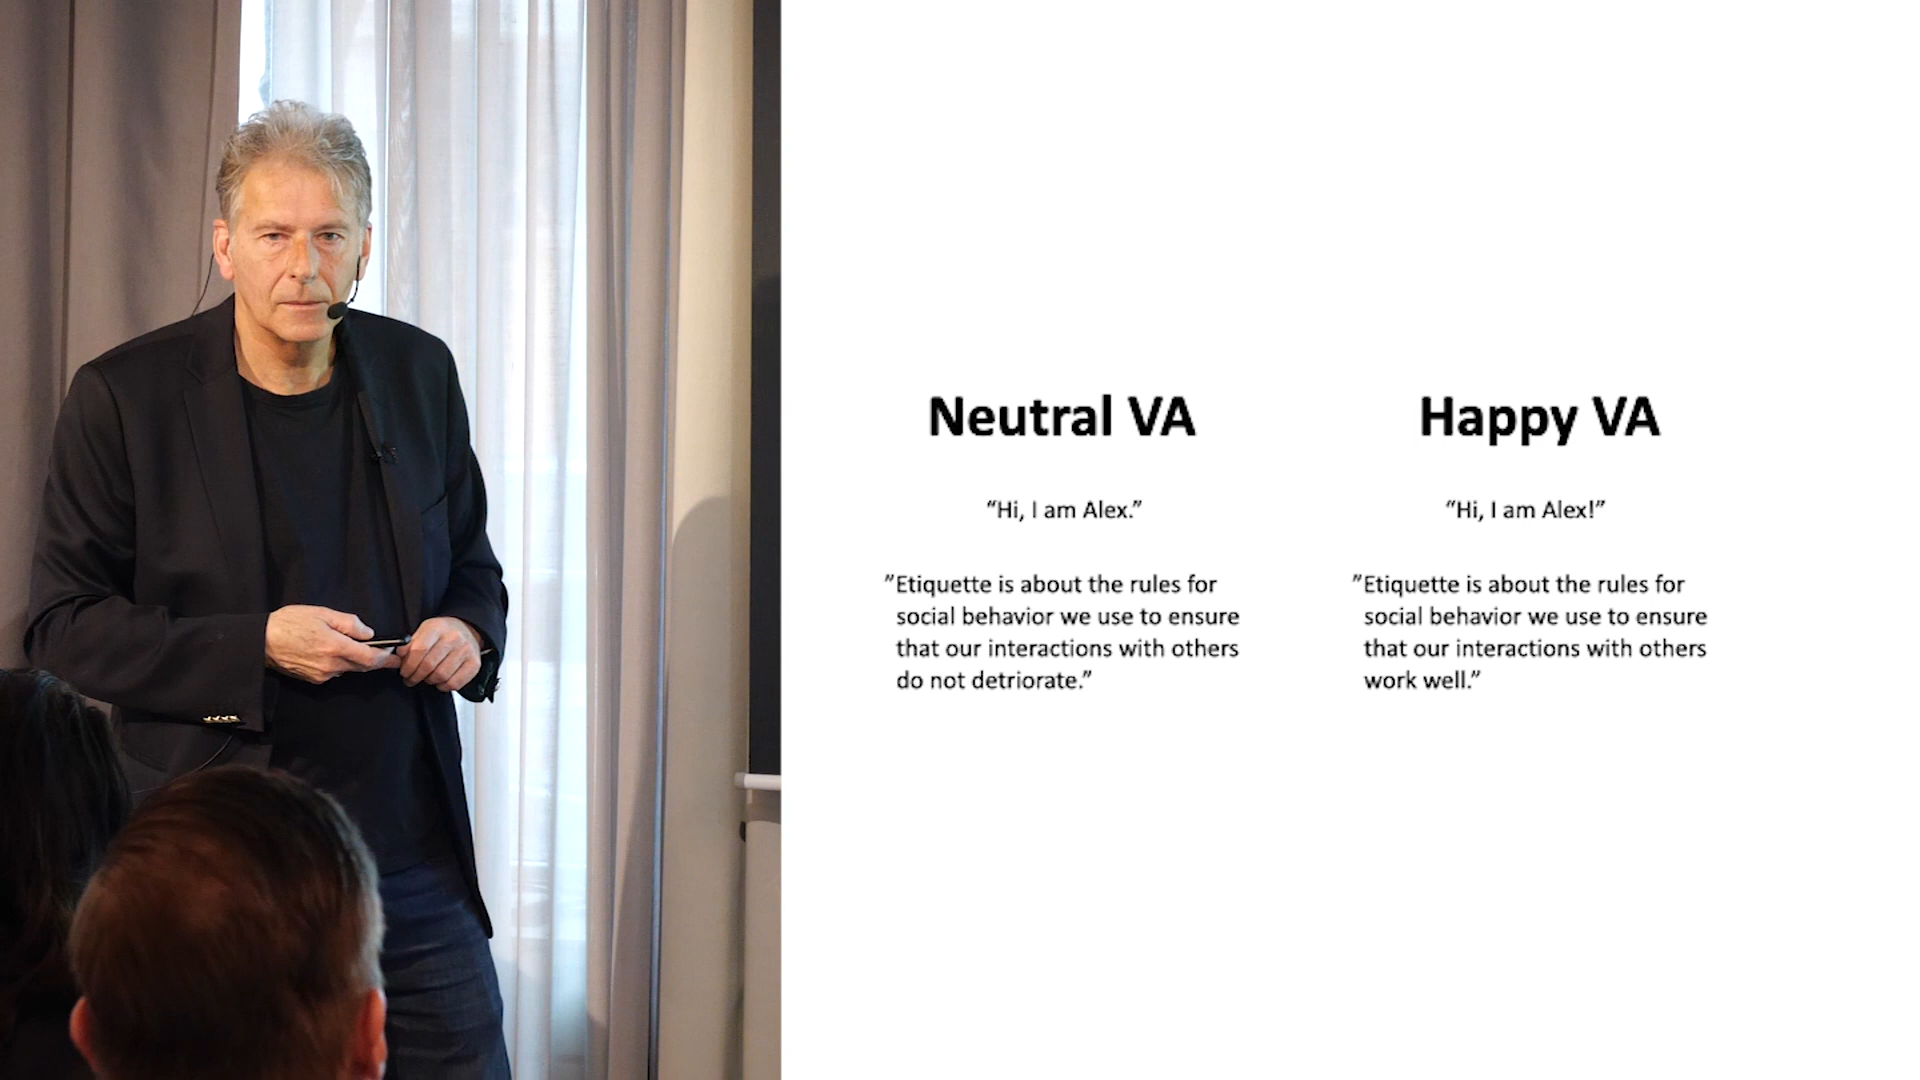 Neutral VA
“Hi, I am Alex.”
”Etiquette is about the rules for
social behavior we use to ensure
that our interactions with others
do not detriorate.”
Happy VA
“Hi, I am Alex!”
”Etiquette is about the rules for
social behavior we use to ensure
that our interactions with others
work well.”